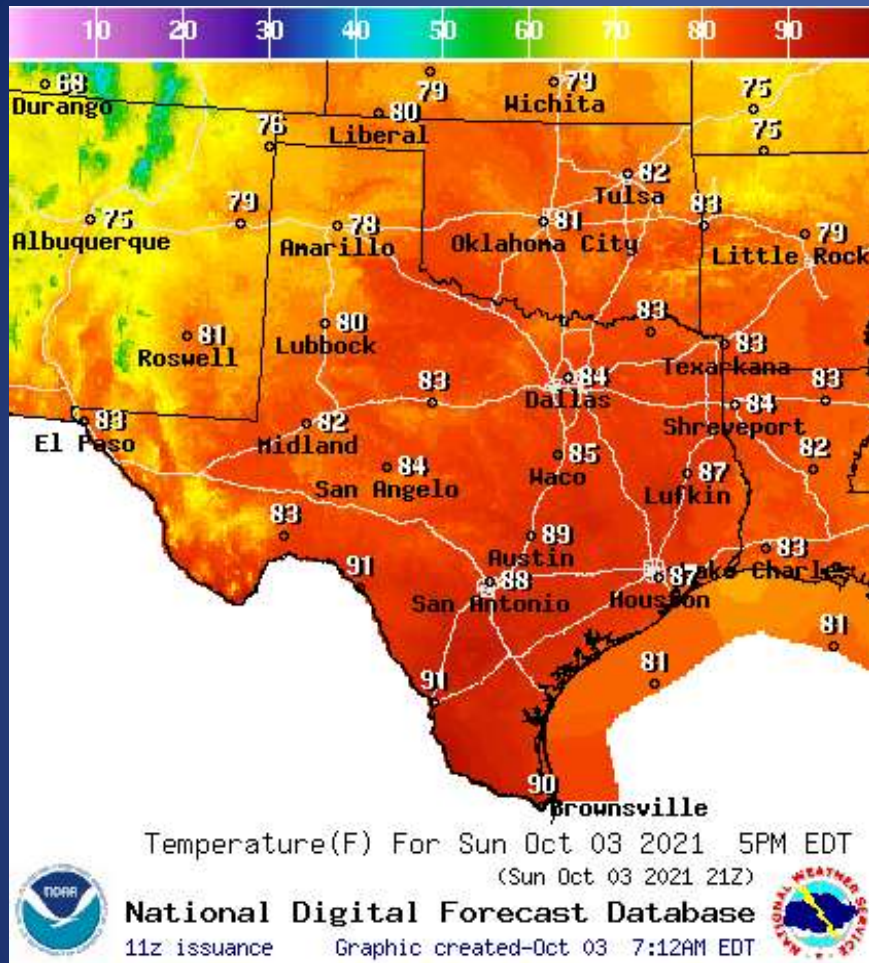 10 20 30 40 50 60 70 80 90
68
Durango
79
79
Wichita
75
80
Liberal
76
75
82
Tulsa
75
Albuquerque
79
78
Amarillo
81
Oklahoma City
83
79
Little Rock
81
Roswell
80
Lubbock
83
83
Texarkana
84
Dallas
83
El Paso
82
Midland
83
84
Shreveport
83
84
San Angelo
85
Waco
87
Lufkin
82
83
89
Austin
83
Lake Charles
91
88
San Antonio
87
Houston
91
81
81
90
Brownsville
Temperature(F) For Sun Oct 03 2021 5PM EDT
(Sun Oct 03 2021 21Z)
National Digital Forecast Database
11z issuance Graphic created-Oct 03 7:12AM EDT
NOAA
NATIONAL WEATHER SERVICE